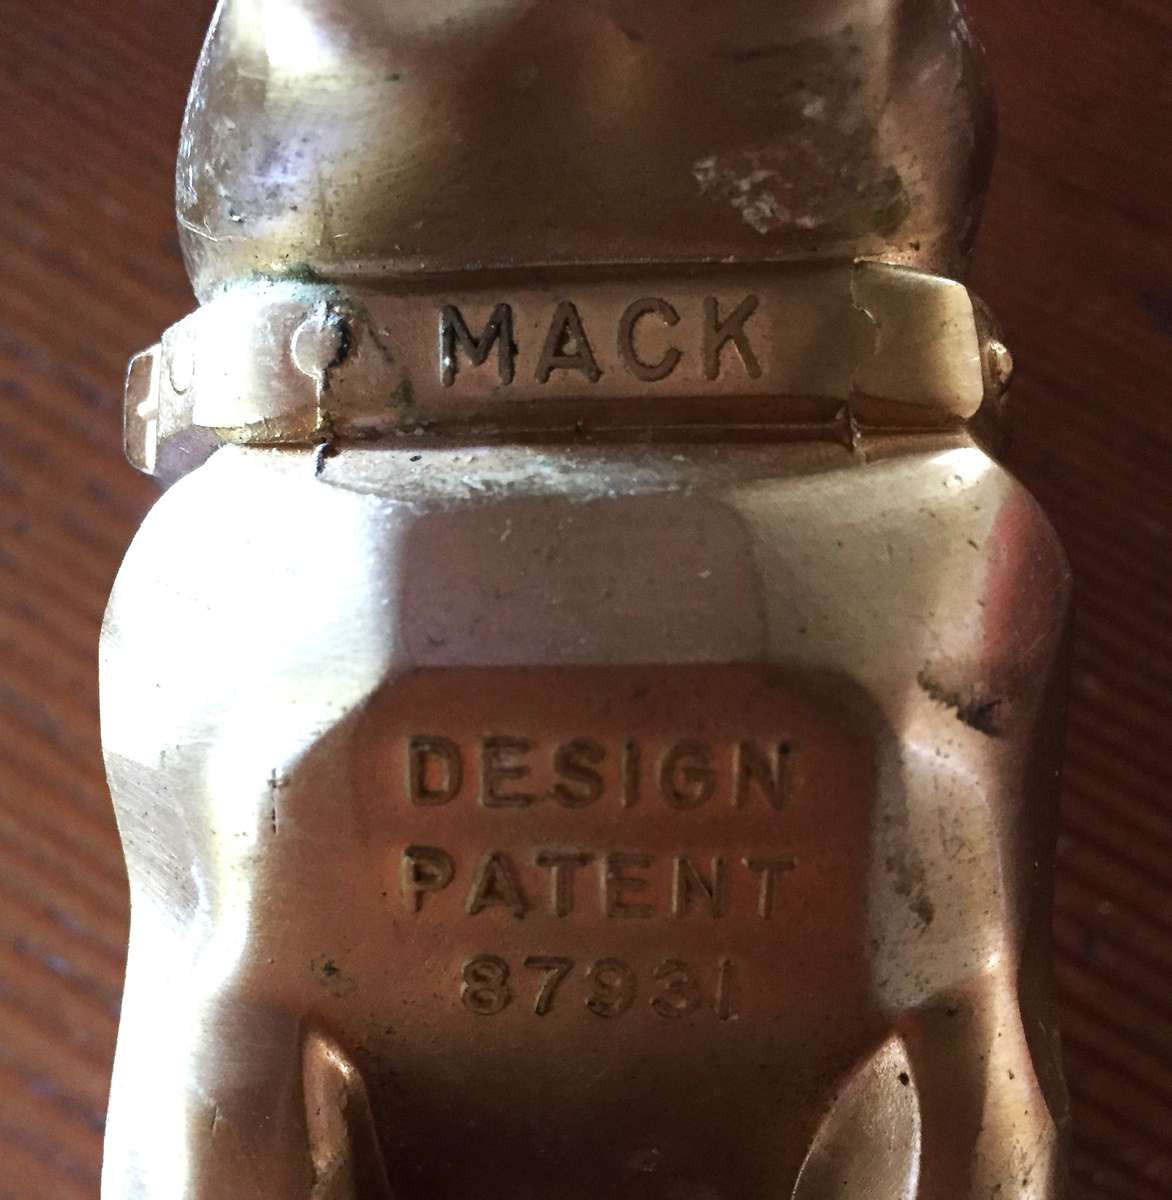 MACK
DESIGN
PATENT
87931